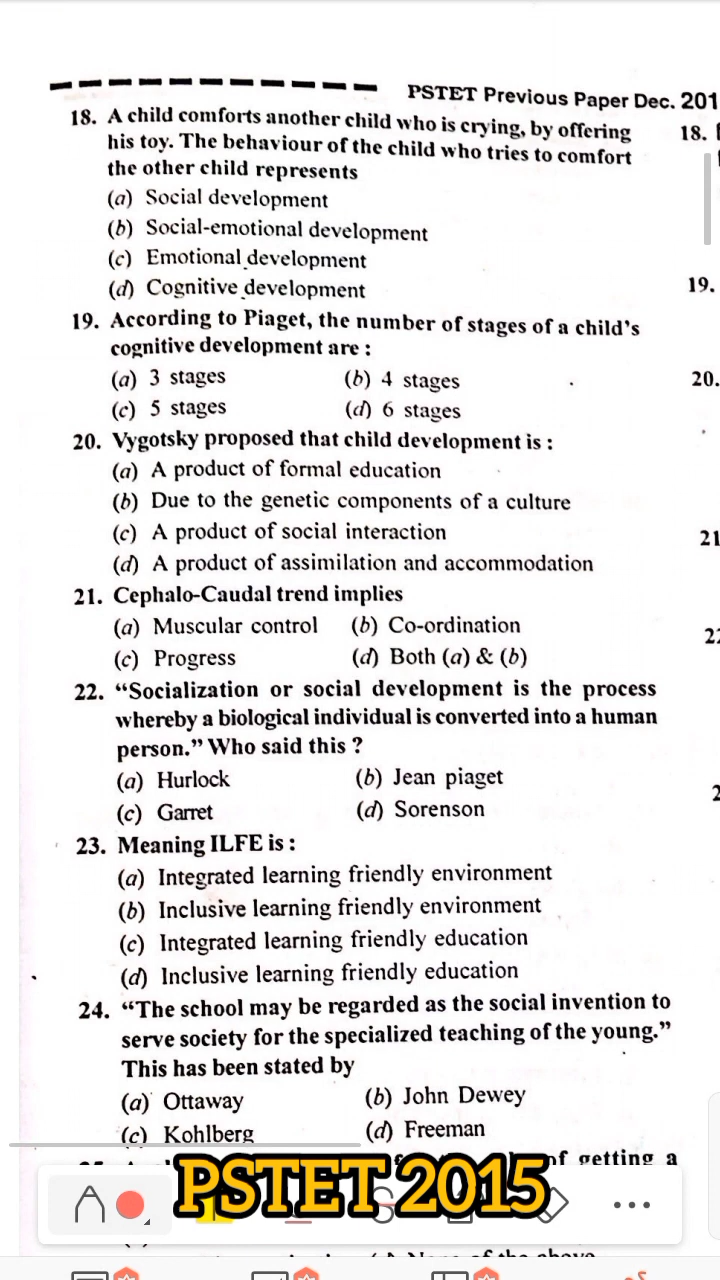 PSTET Previous Paper Dec. 201
18. A child comforts another child who is crying, by offering
his toy. The behaviour of the child who tries to comfort
the other child represents
(a) Social development
(b) Social-emotional development
(c) Emotional development
(d) Cognitive development
19. According to Piaget, the number of stages of a child's
cognitive development are :
(a) 3 stages (b) 4 stages
(c) 5 stages (d) 6 stages
20. Vygotsky proposed that child development is :
(a) A product of formal education
(b) Due to the genetic components of a culture
(c) A product of social interaction
(d) A product of assimilation and accommodation
21. Cephalo-Caudal trend implies
(a) Muscular control (b) Co-ordination
(c) Progress (d) Both (a) & (b)
22. “Socialization or social development is the process
whereby a biological individual is converted into a human
person.” Who said this ?
(a) Hurlock (b) Jean piaget
(c) Garret (d) Sorenson
23. Meaning ILFE is :
(a) Integrated learning friendly environment
(b) Inclusive learning friendly environment
(c) Integrated learning friendly education
(d) Inclusive learning friendly education
24. “The school may be regarded as the social invention to
serve society for the specialized teaching of the young.”
This has been stated by
(a) Ottaway (b) John Dewey
(c) Kohlberg (d) Freeman
of getting a
PSTET 2015
18.
19.
20.
21